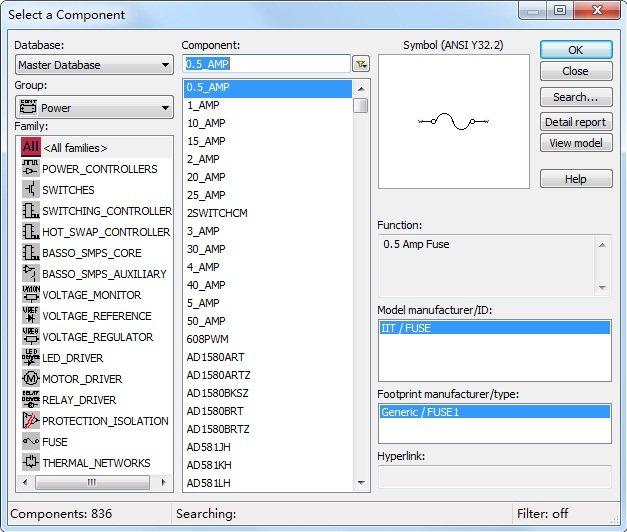 Select a Component
Database:
Master Database
Group:
Power
Family:
All <All families>
POWER_CONTROLLERS
SWITCHES
SWITCHING_CONTROLLER
HOT_SWAP_CONTROLLER
BASSO_SMPS_CORE
BASSO_SMPS_AUXILIARY
VOLTAGE_MONITOR
VREF VOLTAGE_REFERENCE
VREG VOLTAGE_REGULATOR
LED_DRIVER
MOTOR_DRIVER
RELAY_DRIVER
PROTECTION_ISOLATION
FUSE
THERMAL_NETWORKS
Component:
0.5_AMP
0.5_AMP
1_AMP
10_AMP
15_AMP
2_AMP
20_AMP
25_AMP
2SWITCHCM
3_AMP
30_AMP
4_AMP
40_AMP
5_AMP
50_AMP
608PWM
AD1580ART
AD1580ARTZ
AD1580BKSZ
AD1580BRT
AD1580BRTZ
AD581JH
AD581KH
AD581LH
Symbol (ANSI Y32.2)
Function:
0.5 Amp Fuse
Model manufacturer/ID:
IIT / FUSE
Footprint manufacturer/type:
Generic / FUSE1
Hyperlink:
OK
Close
Search...
Detail report
View model
Help
Components: 836
Searching:
Filter: off